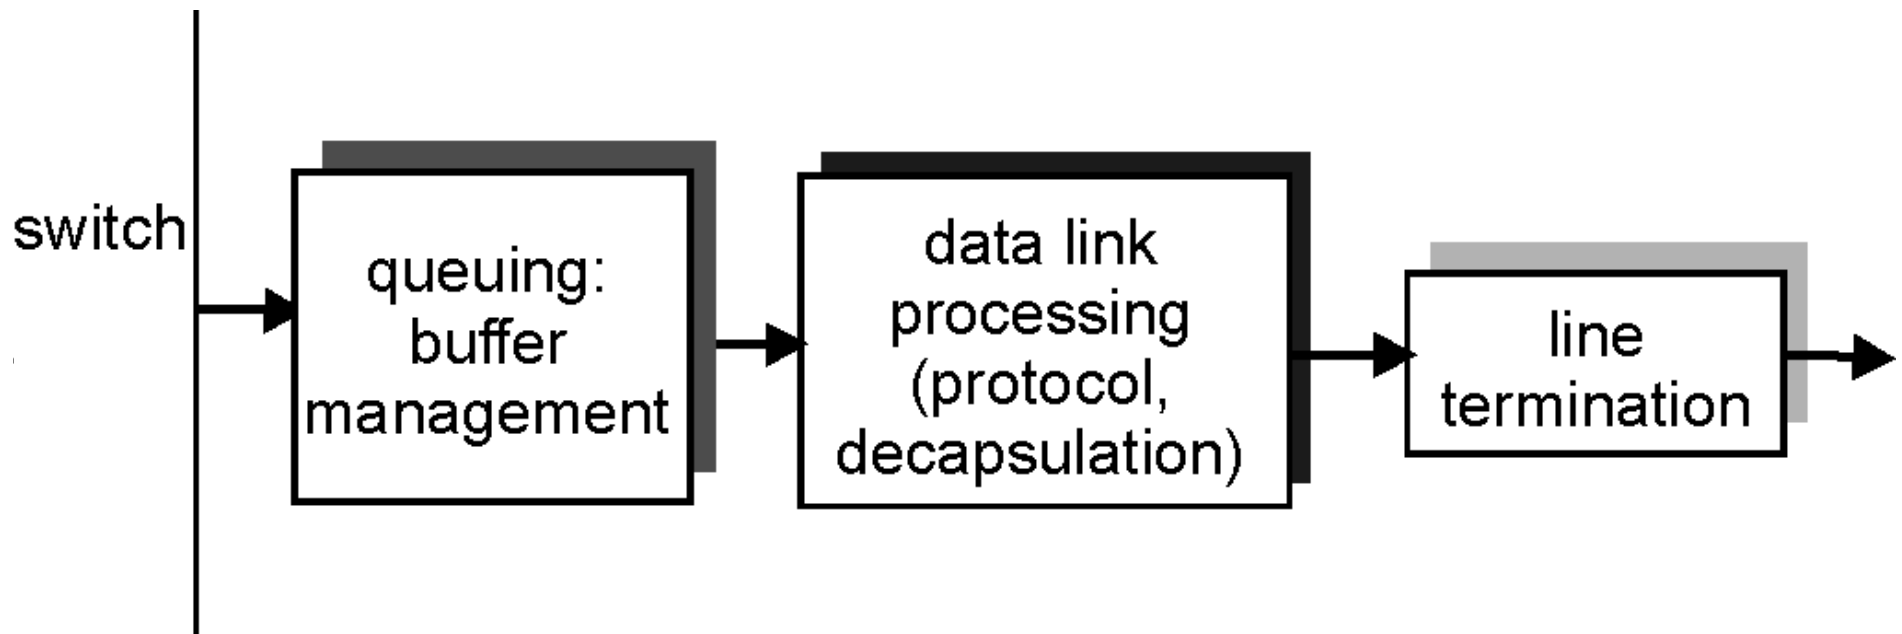 switch
queuing:
buffer
management
data link
processing
(protocol,
decapsulation)
line
termination